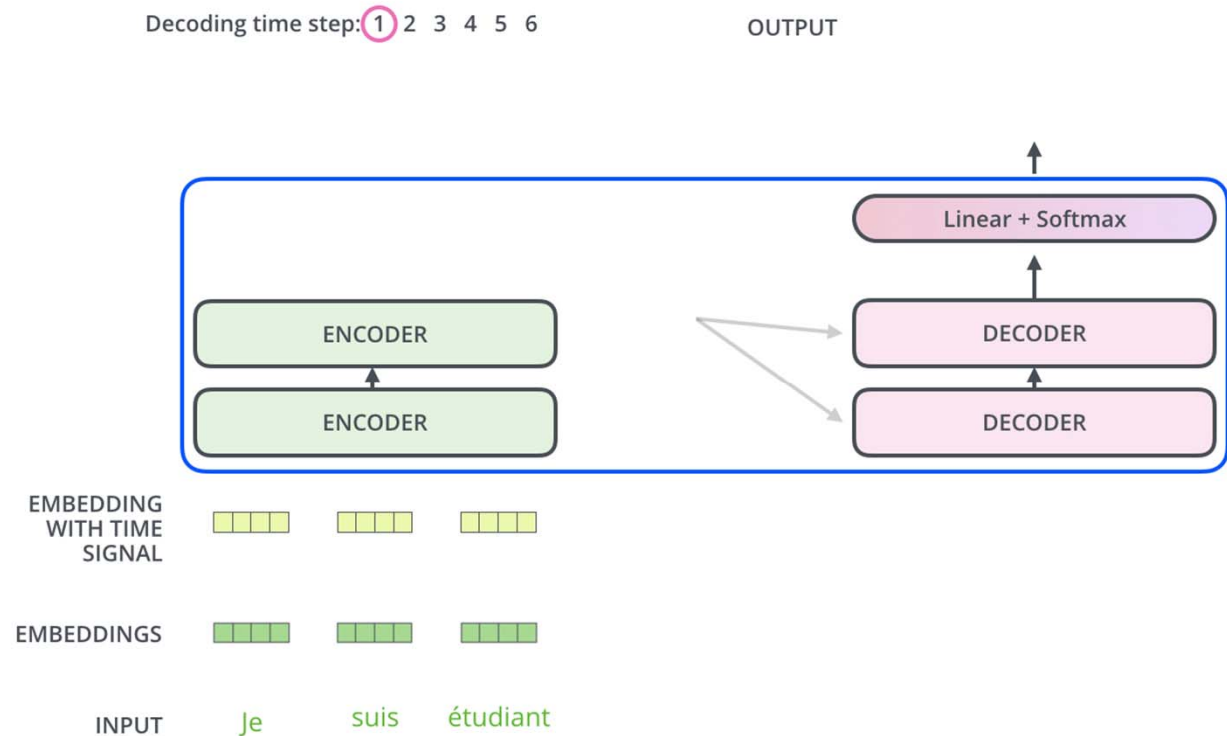 Decoding time step: 1 2 3 4 5 6
OUTPUT
Linear + Softmax
ENCODER
DECODER
ENCODER
DECODER
EMBEDDING
WITH TIME
SIGNAL
EMBEDDINGS
INPUT
Je suis étudiant